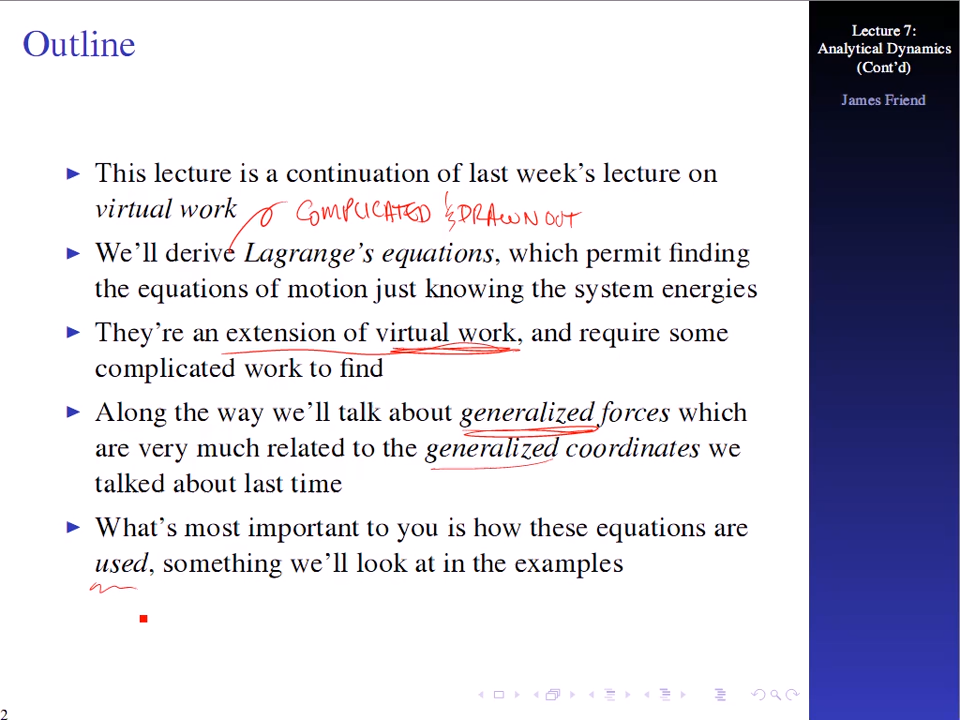 Outline
Lecture 7:
Analytical Dynamics
(Cont'd)
James Friend
▶ This lecture is a continuation of last week's lecture on
virtual work
COMPLICATED & DRAWN OUT
▶ We'll derive Lagrange's equations, which permit finding
the equations of motion just knowing the system energies
▶ They're an extension of virtual work, and require some
complicated work to find
▶ Along the way we'll talk about generalized forces which
are very much related to the generalized coordinates we
talked about last time
▶ What's most important to you is how these equations are
used, something we'll look at in the examples
2